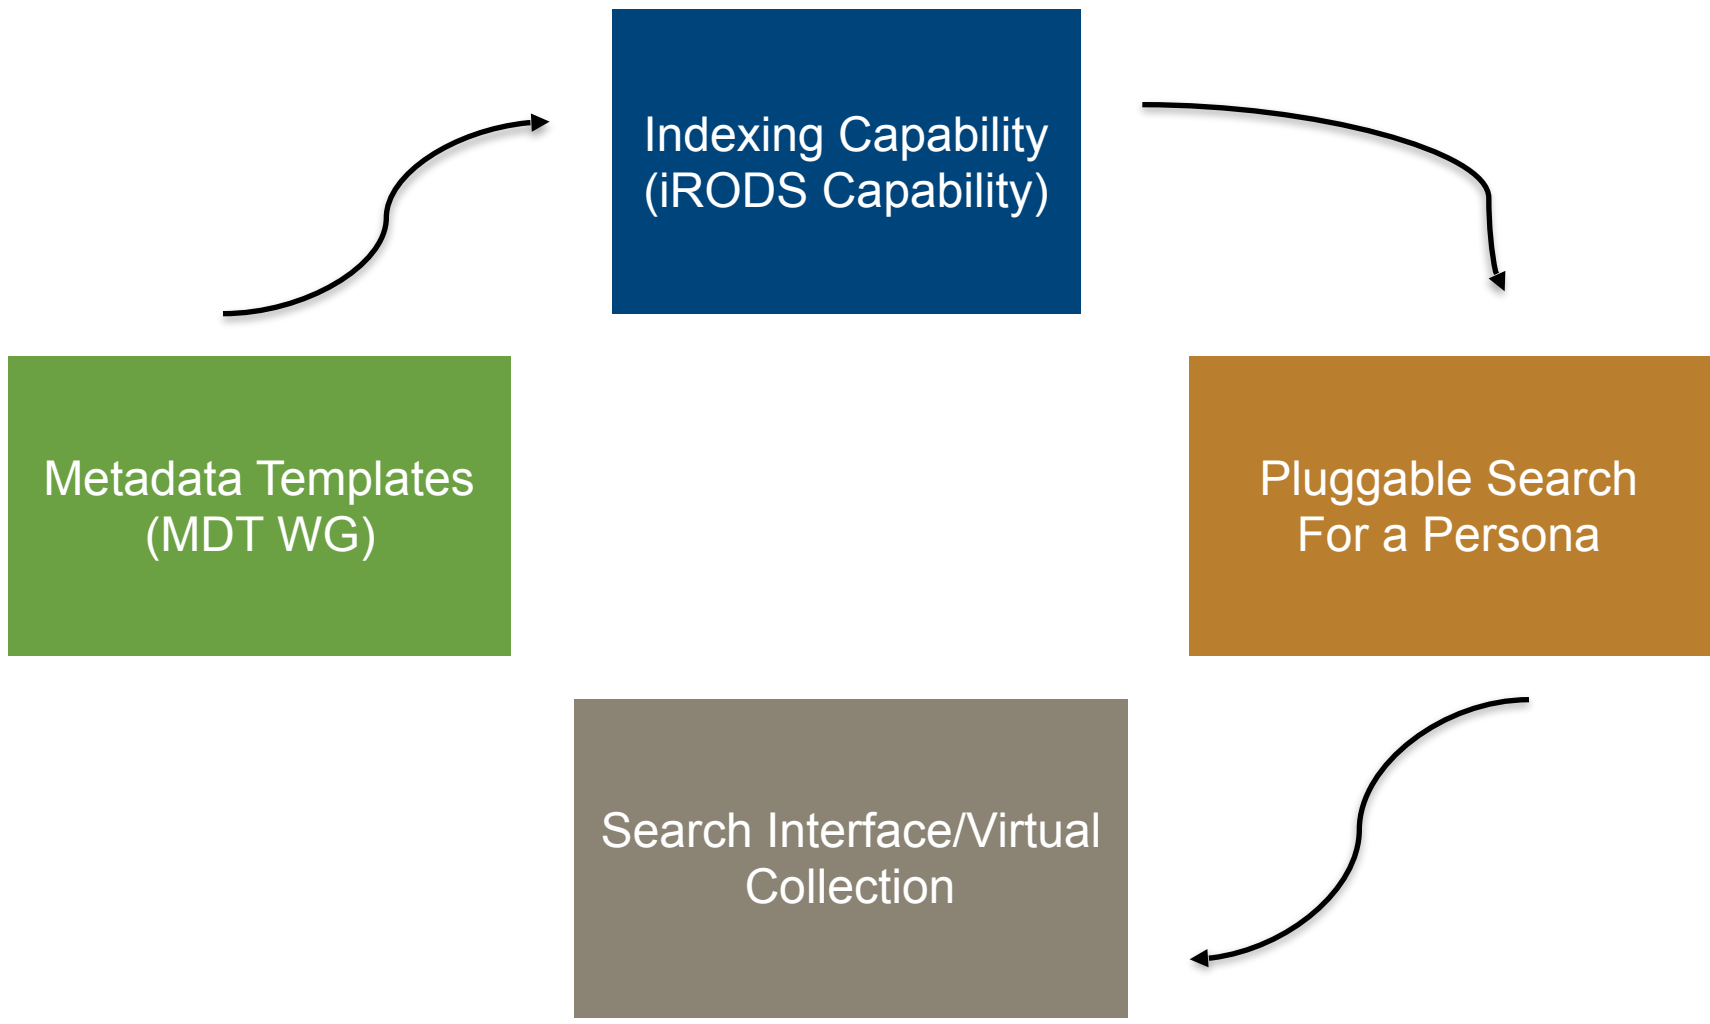 Indexing Capability
(iRODS Capability)
Metadata Templates
(MDT WG)
Pluggable Search
For a Persona
Search Interface/Virtual
Collection